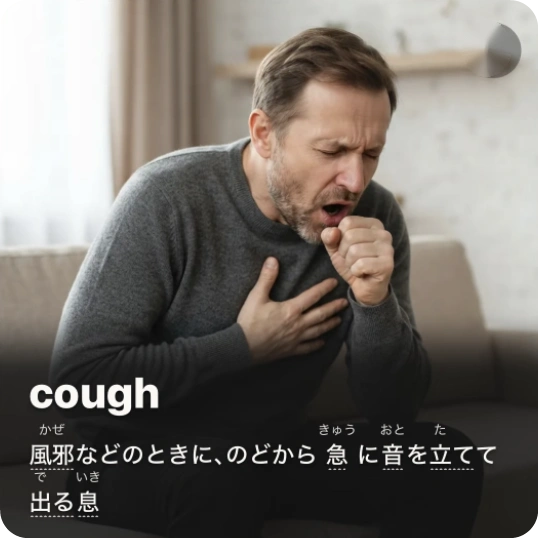 cough
かぜ きゅう おと た
風邪などのときに、のどから 急 に音を立てて
で いき
出る息